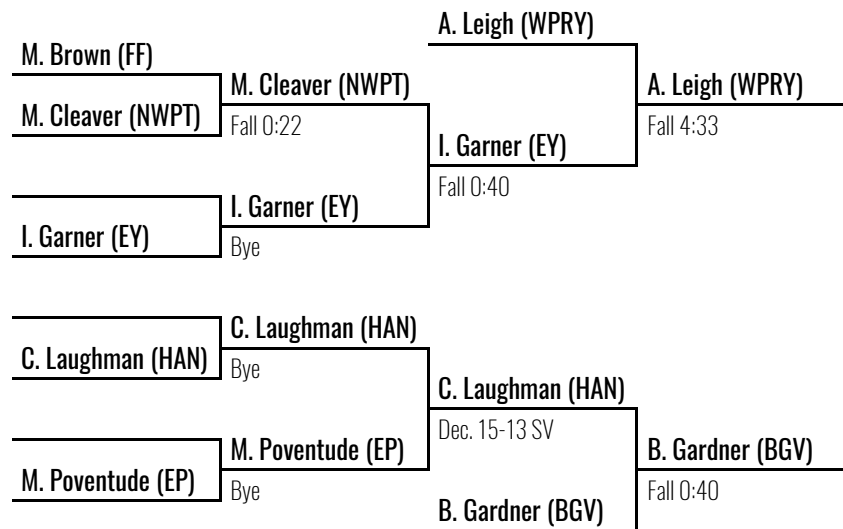 A. Leigh (WPRY)
M. Brown (FF)
M. Cleaver (NWPT)
A. Leigh (WPRY)
M. Cleaver (NWPT)
Fall 0:22
Fall 4:33
I. Garner (EY)
Fall 0:40
I. Garner (EY)
I. Garner (EY)
Bye
C. Laughman (HAN)
C. Laughman (HAN)
Bye
C. Laughman (HAN)
Dec. 15-13 SV
M. Poventude (EP)
B. Gardner (BGV)
M. Poventude (EP)
Bye
Fall 0:40
B. Gardner (BGV)